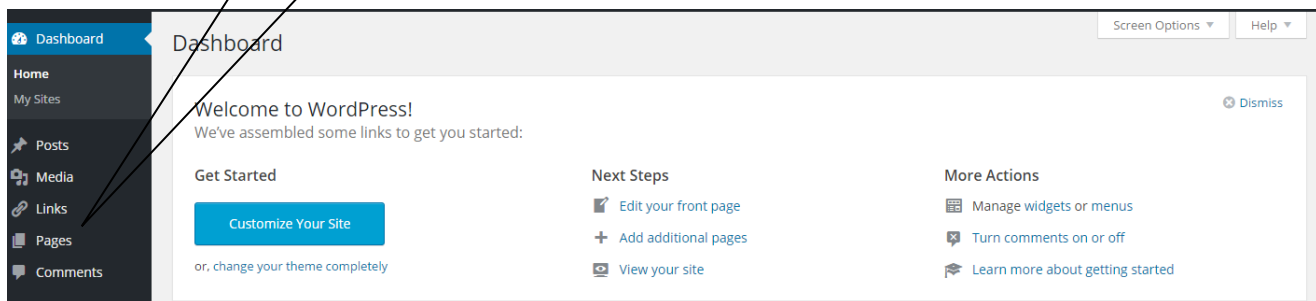 Dashboard
Home
My Sites
Posts
Media
Links
Pages
Comments
Screen Options
Help
Dashboard
Welcome to WordPress!
Dismiss
We've assembled some links to get you started:
Get Started
Customize Your Site
or, change your theme completely
Next Steps
Edit your front page
Add additional pages
View your site
More Actions
Manage widgets or menus
Turn comments on or off
Learn more about getting started